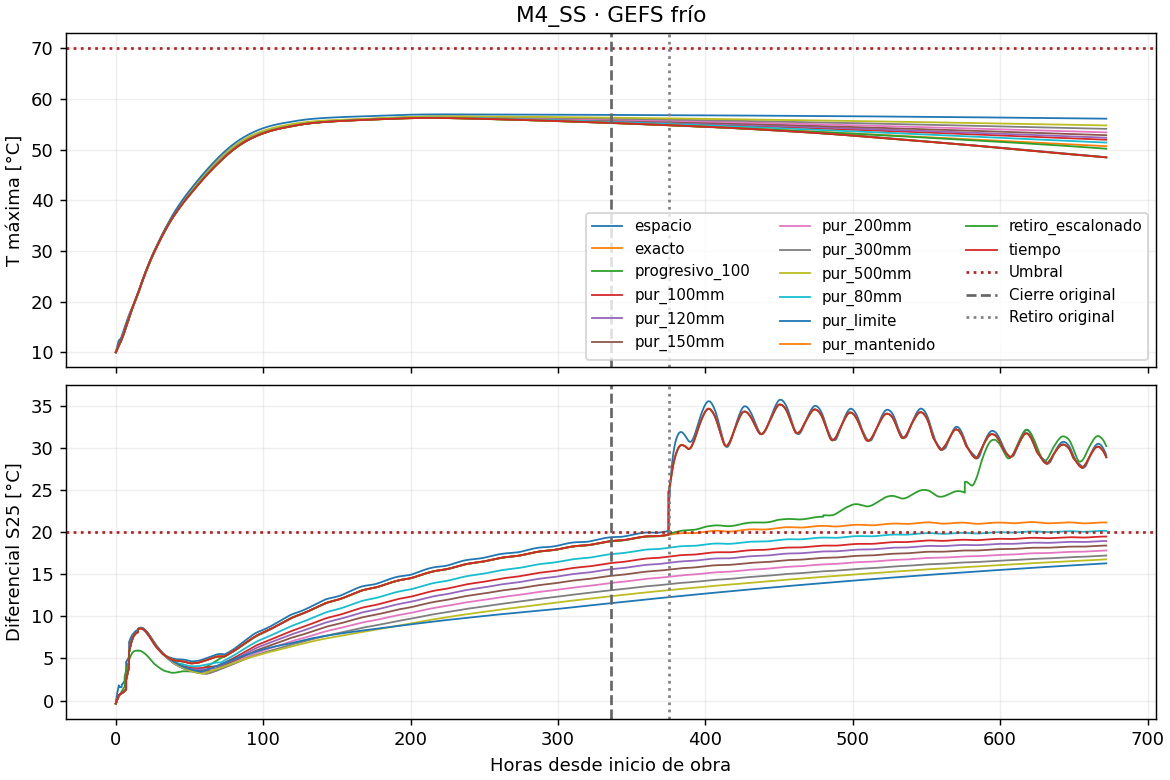 M4_SS · GEFS frío
T máxima [°C]
70
60
50
40
30
20
10
espacio
exacto
progresivo_100
pur_100mm
pur_120mm
pur_150mm
pur_200mm
pur_300mm
pur_500mm
pur_80mm
pur_limite
pur_mantenido
retiro_escalonado
tiempo
Umbral
Cierre original
Retiro original
Diferencial S25 [°C]
35
30
25
20
15
10
5
0
0 100 200 300 400 500 600 700
Horas desde inicio de obra